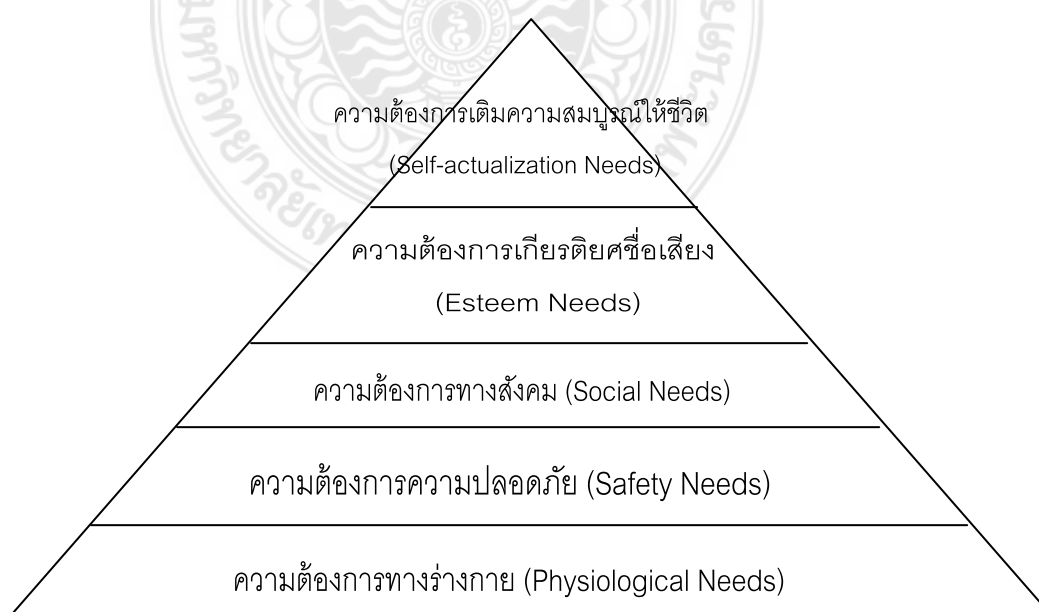 ความต้องการเติมความสมบูรณ์ให้ชีวิต
(Self-actualization Needs)
ความต้องการเกียรติยศชื่อเสียง
(Esteem Needs)
ความต้องการทางสังคม (Social Needs)
ความต้องการความปลอดภัย (Safety Needs)
ความต้องการทางร่างกาย (Physiological Needs)